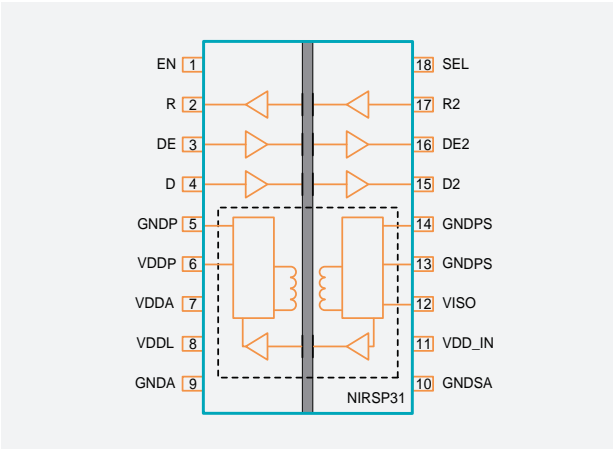 EN 1 18 SEL
R 2 17 R2
DE 3 16 DE2
D 4 15 D2
GNDP 5 14 GNDPS
VDDP 6 13 GNDPS
VDDA 7 12 VISO
VDDL 8 11 VDD_IN
GNDA 9 10 GNDSA
NIRSP31